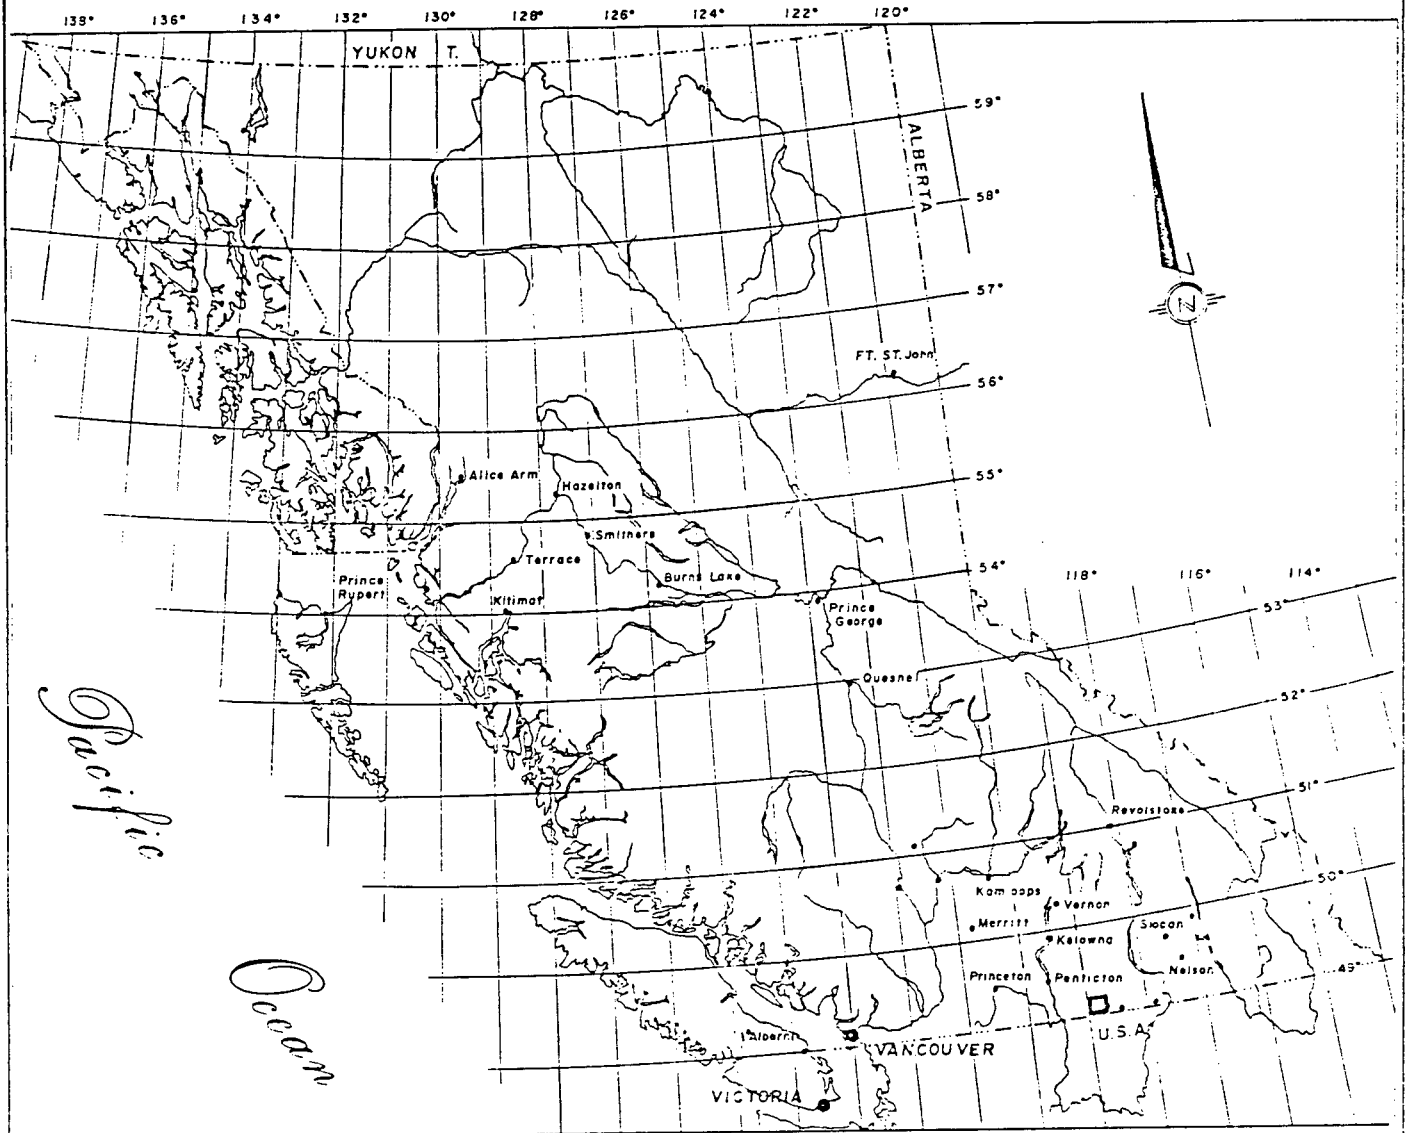 138° 136° 134° 132° 130° 128° 126° 124° 122° 120°
YUKON T.
59°
ALBERTA
58°
57°
FT. ST. John
56°
Alice Arm
55°
Hazelton
Smithers
Terrace
Burns Lake
54°
118° 116° 114°
Prince
Rupert
Kitimat
Prince
George
53°
Quesnel
52°
Pacific
51°
Revelstoke
50°
Kam oops
Vernon
Merritt
Slocan
Kelowna
Nelson
Princeton
Penticton
49°
Ocean
U.S.A.
Alberni
VANCOUVER
VICTORIA
N